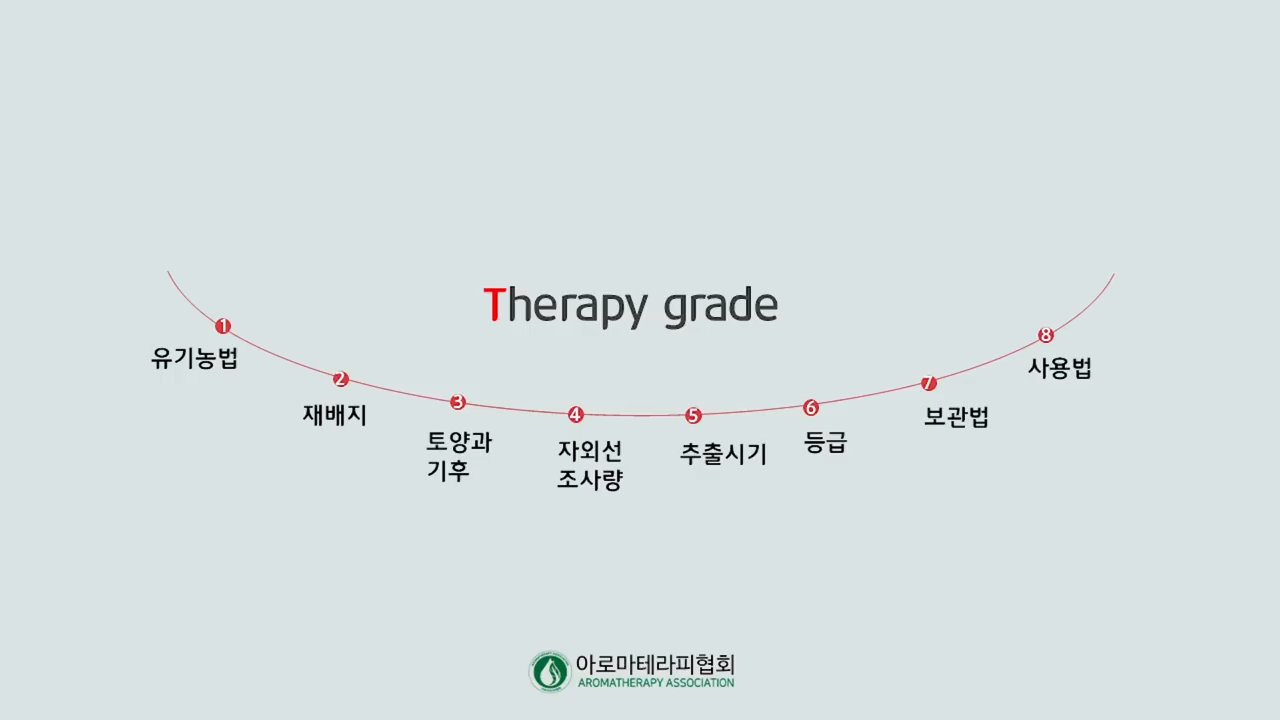 Therapy grade
1
유기농법
2
재배지
3
토양과
기후
4
자외선
조사량
5
추출시기
6
등급
7
보관법
8
사용법
아로마테라피협회
AROMATHERAPY ASSOCIATION